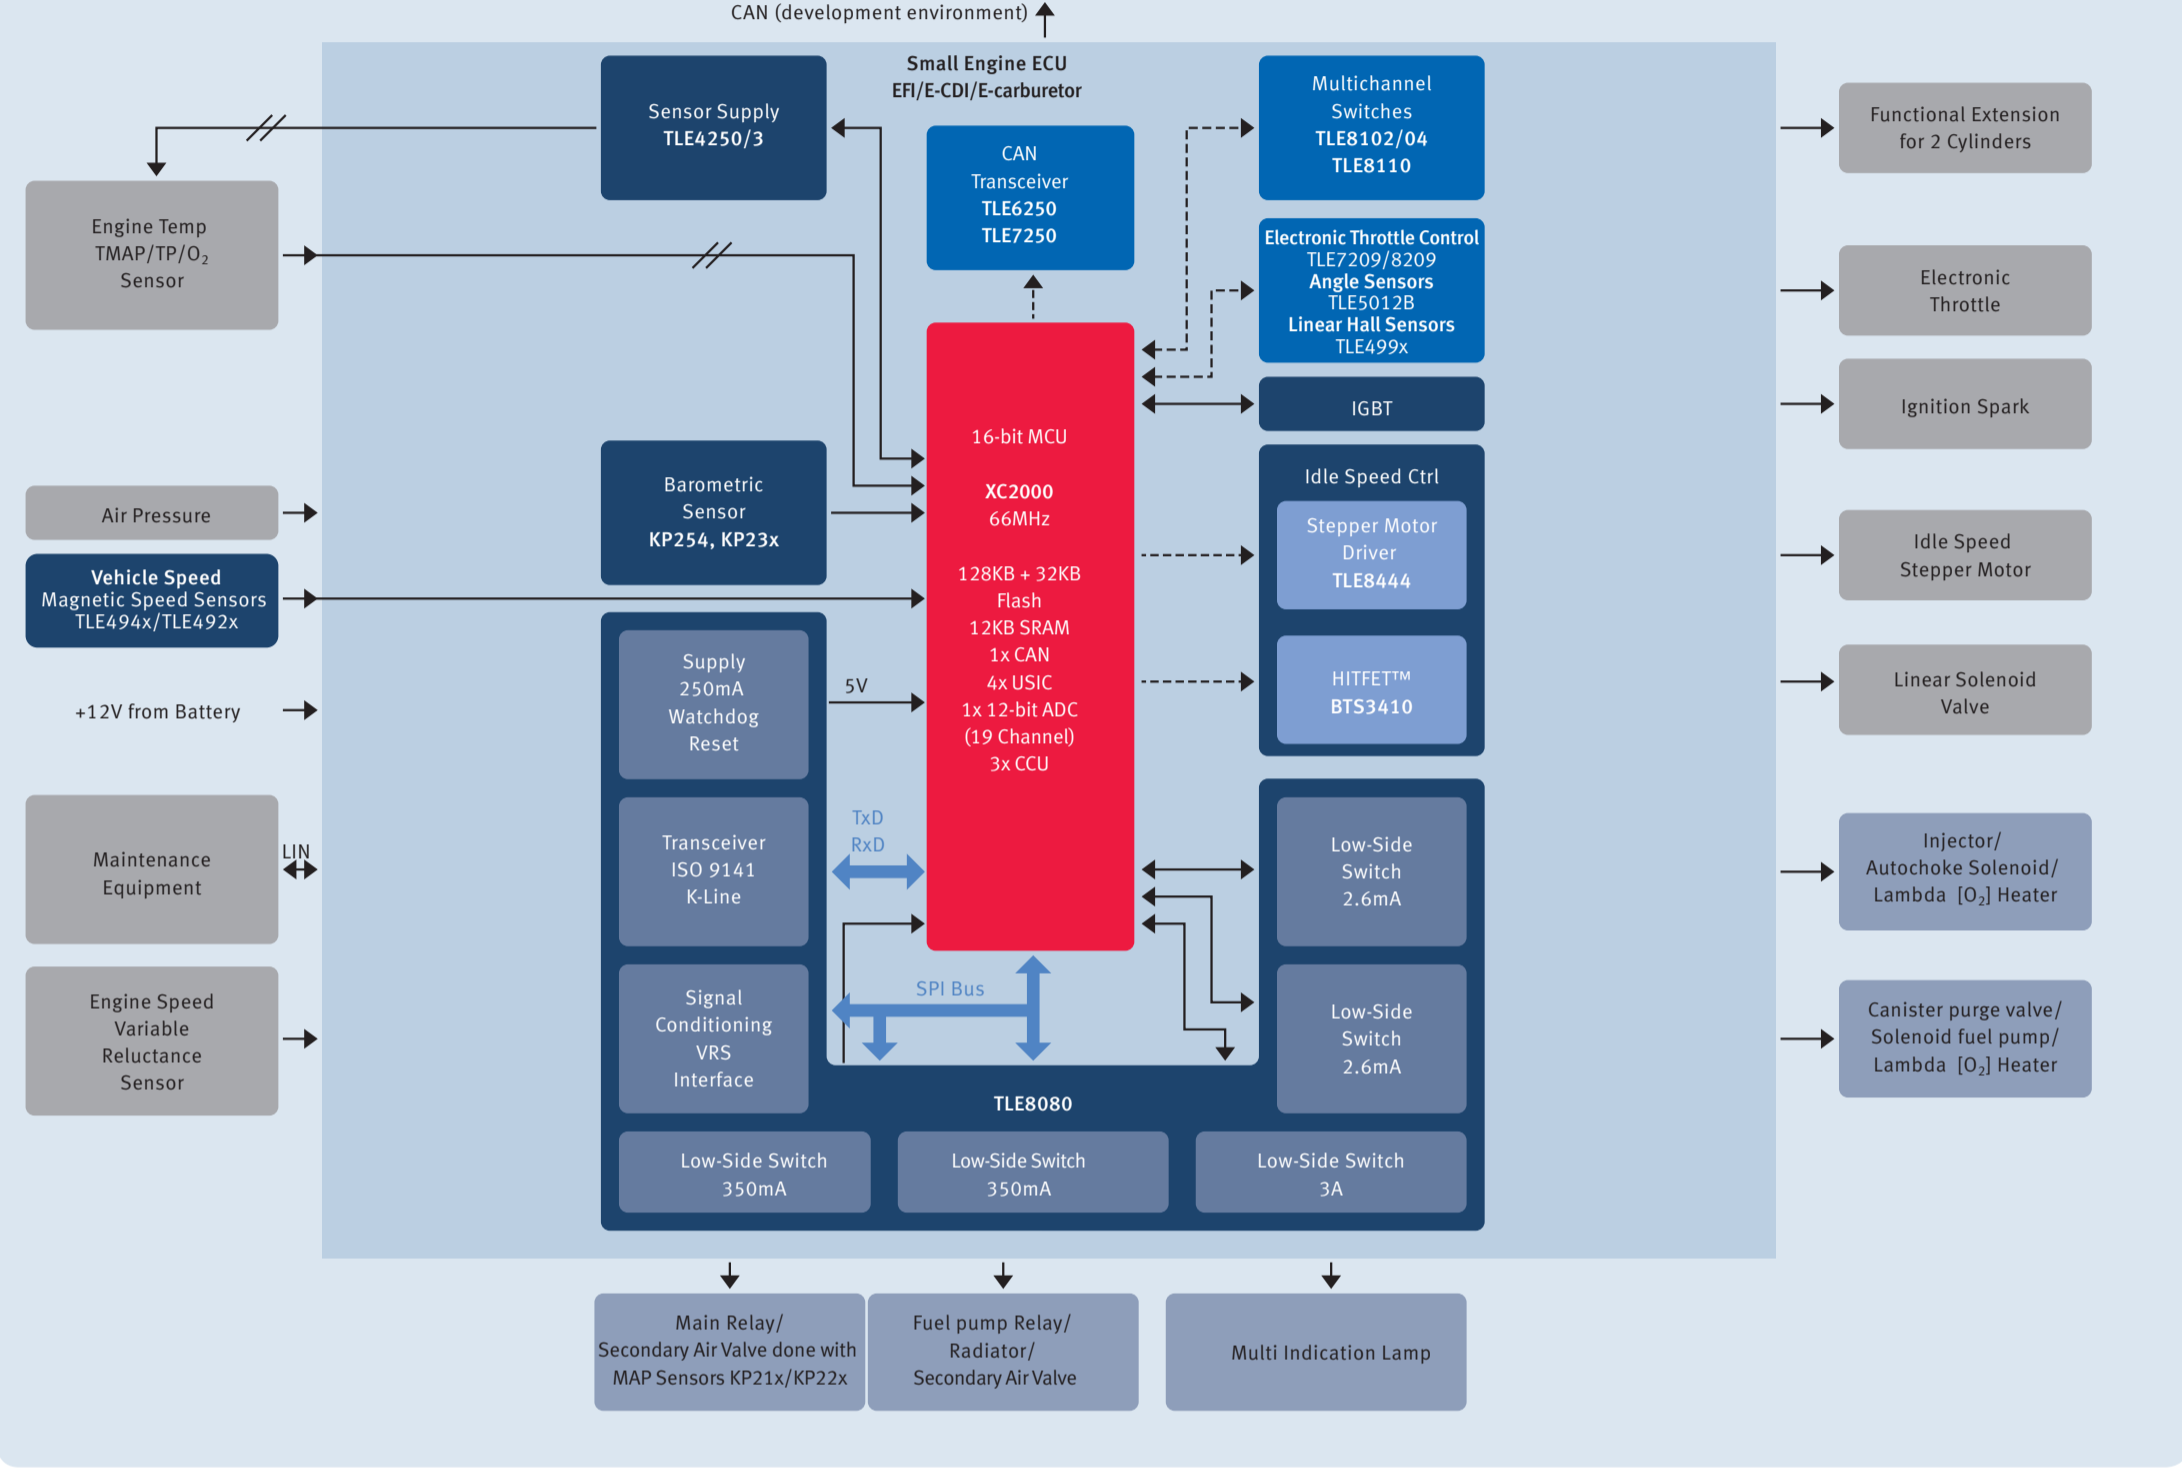 CAN (development environment)
Small Engine ECU
EFI/E-CDI/E-carburetor
Sensor Supply
TLE4250/3
CAN
Transceiver
TLE6250
TLE7250
Multichannel
Switches
TLE8102/04
TLE8110
Functional Extension
for 2 Cylinders
Engine Temp
TMAP/TP/O₂
Sensor
Electronic Throttle Control
TLE7209/8209
Angle Sensors
TLE5012B
Linear Hall Sensors
TLE499x
Electronic
Throttle
IGBT
Ignition Spark
16-bit MCU
XC2000
66MHz
128KB + 32KB
Flash
12KB SRAM
1x CAN
4x USIC
1x 12-bit ADC
(19 Channel)
3x CCU
Barometric
Sensor
KP254, KP23x
Air Pressure
Vehicle Speed
Magnetic Speed Sensors
TLE494x/TLE492x
Idle Speed Ctrl
Stepper Motor
Driver
TLE8444
HITFET™
BTS3410
Idle Speed
Stepper Motor
Linear Solenoid
Valve
+12V from Battery
Supply
250mA
Watchdog
Reset
5V
Maintenance
Equipment
LIN
Transceiver
ISO 9141
K-Line
TxD
RxD
Low-Side
Switch
2.6mA
Injector/
Autochoke Solenoid/
Lambda [O₂] Heater
Engine Speed
Variable
Reluctance
Sensor
Signal
Conditioning
VRS
Interface
SPI Bus
Low-Side
Switch
2.6mA
Canister purge valve/
Solenoid fuel pump/
Lambda [O₂] Heater
TLE8080
Low-Side Switch
350mA
Low-Side Switch
350mA
Low-Side Switch
3A
Main Relay/
Secondary Air Valve done with
MAP Sensors KP21x/KP22x
Fuel pump Relay/
Radiator/
Secondary Air Valve
Multi Indication Lamp